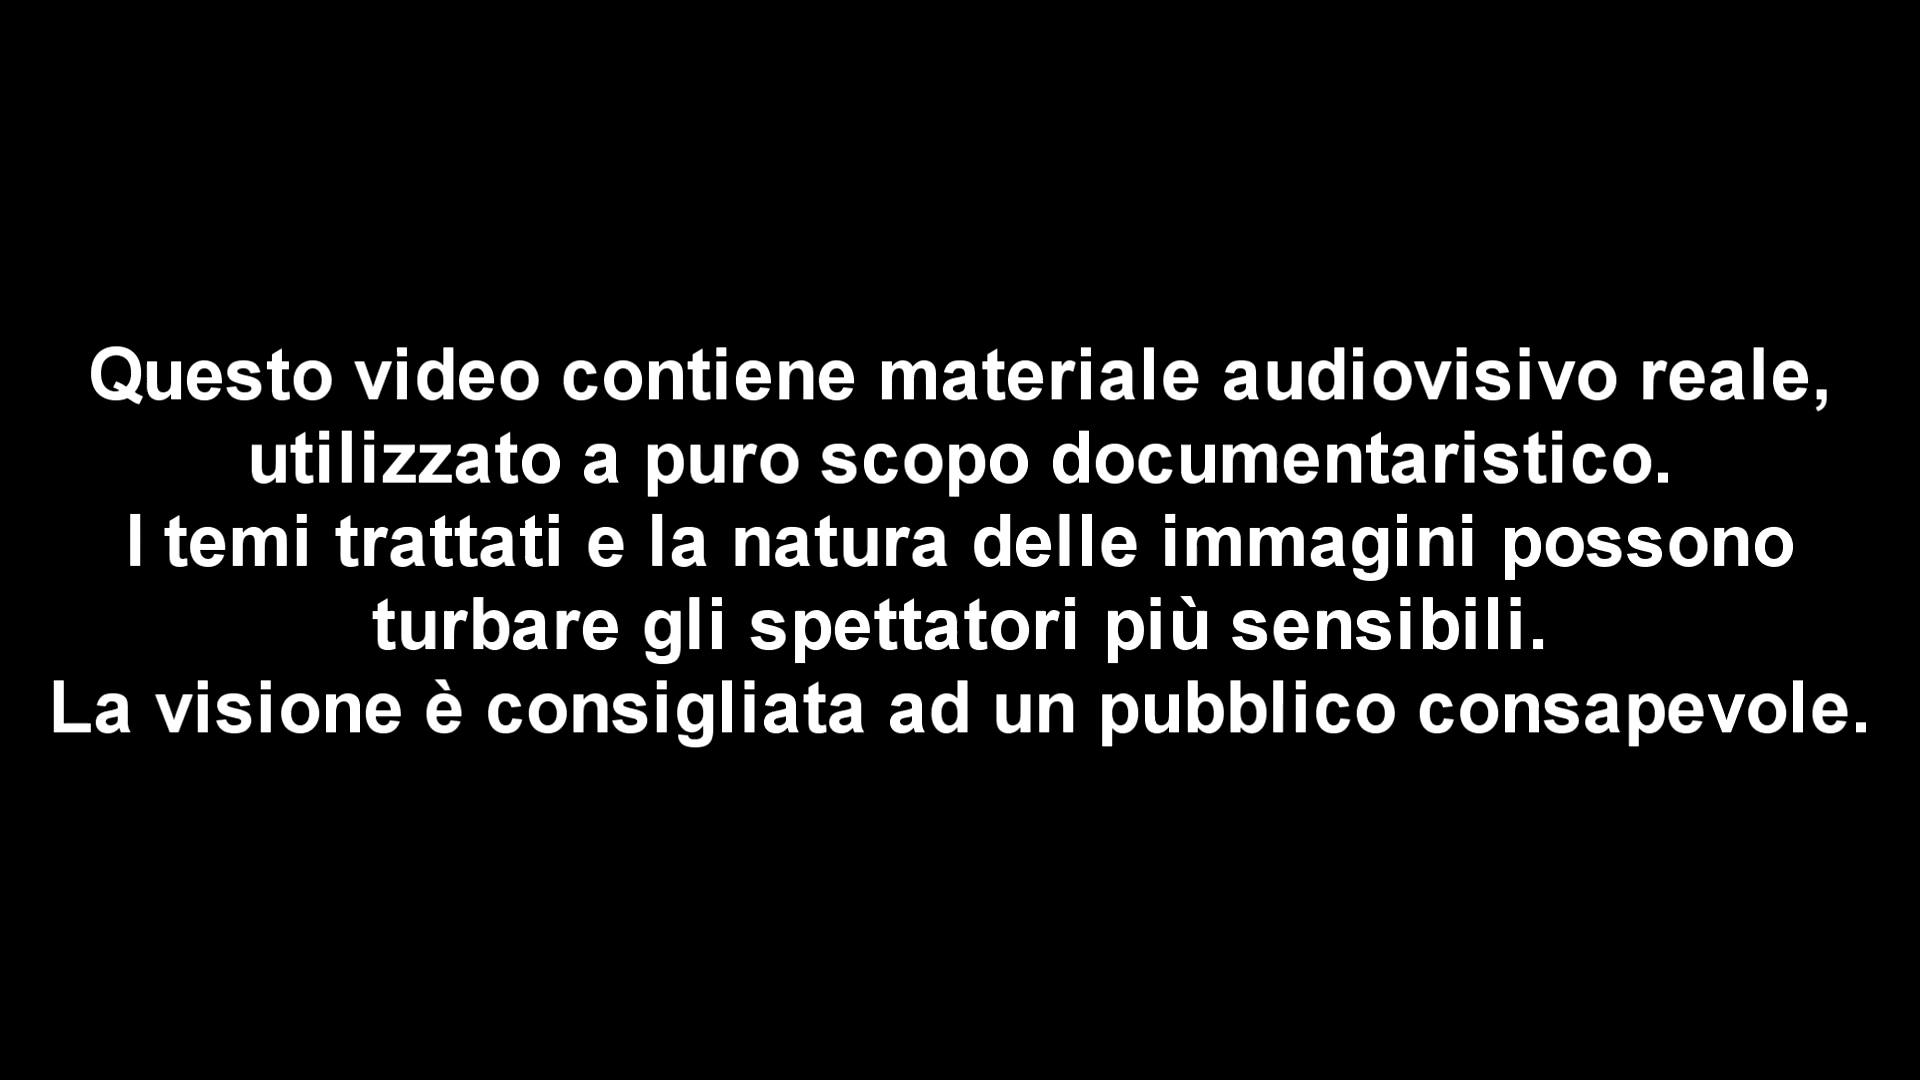 Questo video contiene materiale audiovisivo reale,
utilizzato a puro scopo documentaristico.
I temi trattati e la natura delle immagini possono
turbare gli spettatori più sensibili.
La visione è consigliata ad un pubblico consapevole.